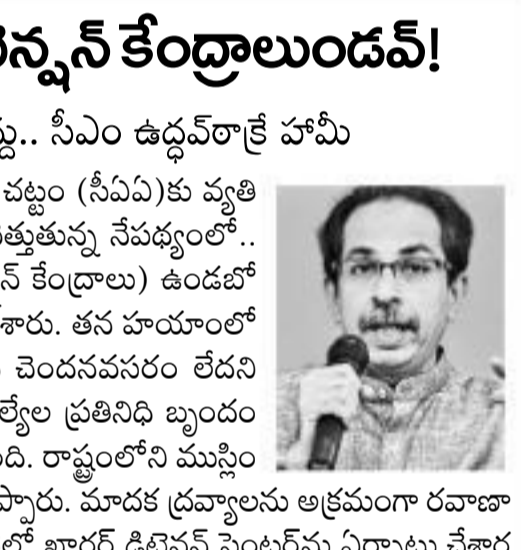 కేంద్రాలుండవ్!
సీఎం ఉద్ధవ్‌ఠాక్రే హామీ
చట్టం (సీఏఏ)కు వ్యతి
నేపథ్యంలో..
కేంద్రాలు) ఉండబో
తన హయాంలో
చెందనవసరం లేదని
ప్రతినిధి బృందం
రాష్ట్రంలోని ముస్లిం
మాదక ద్రవ్యాలను అక్రమంగా రవాణా